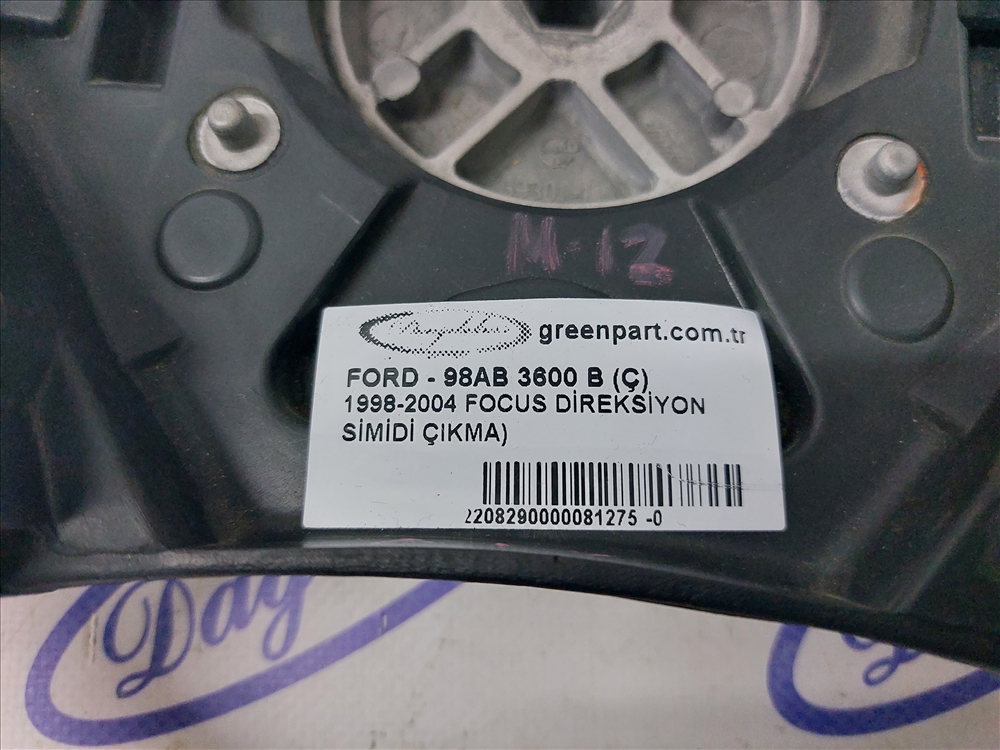 M-12
greenpart.com.tr
FORD - 98AB 3600 B (Ç)
1998-2004 FOCUS DİREKSİYON
SİMİDİ ÇIKMA)
2208290000081275 -0
Day